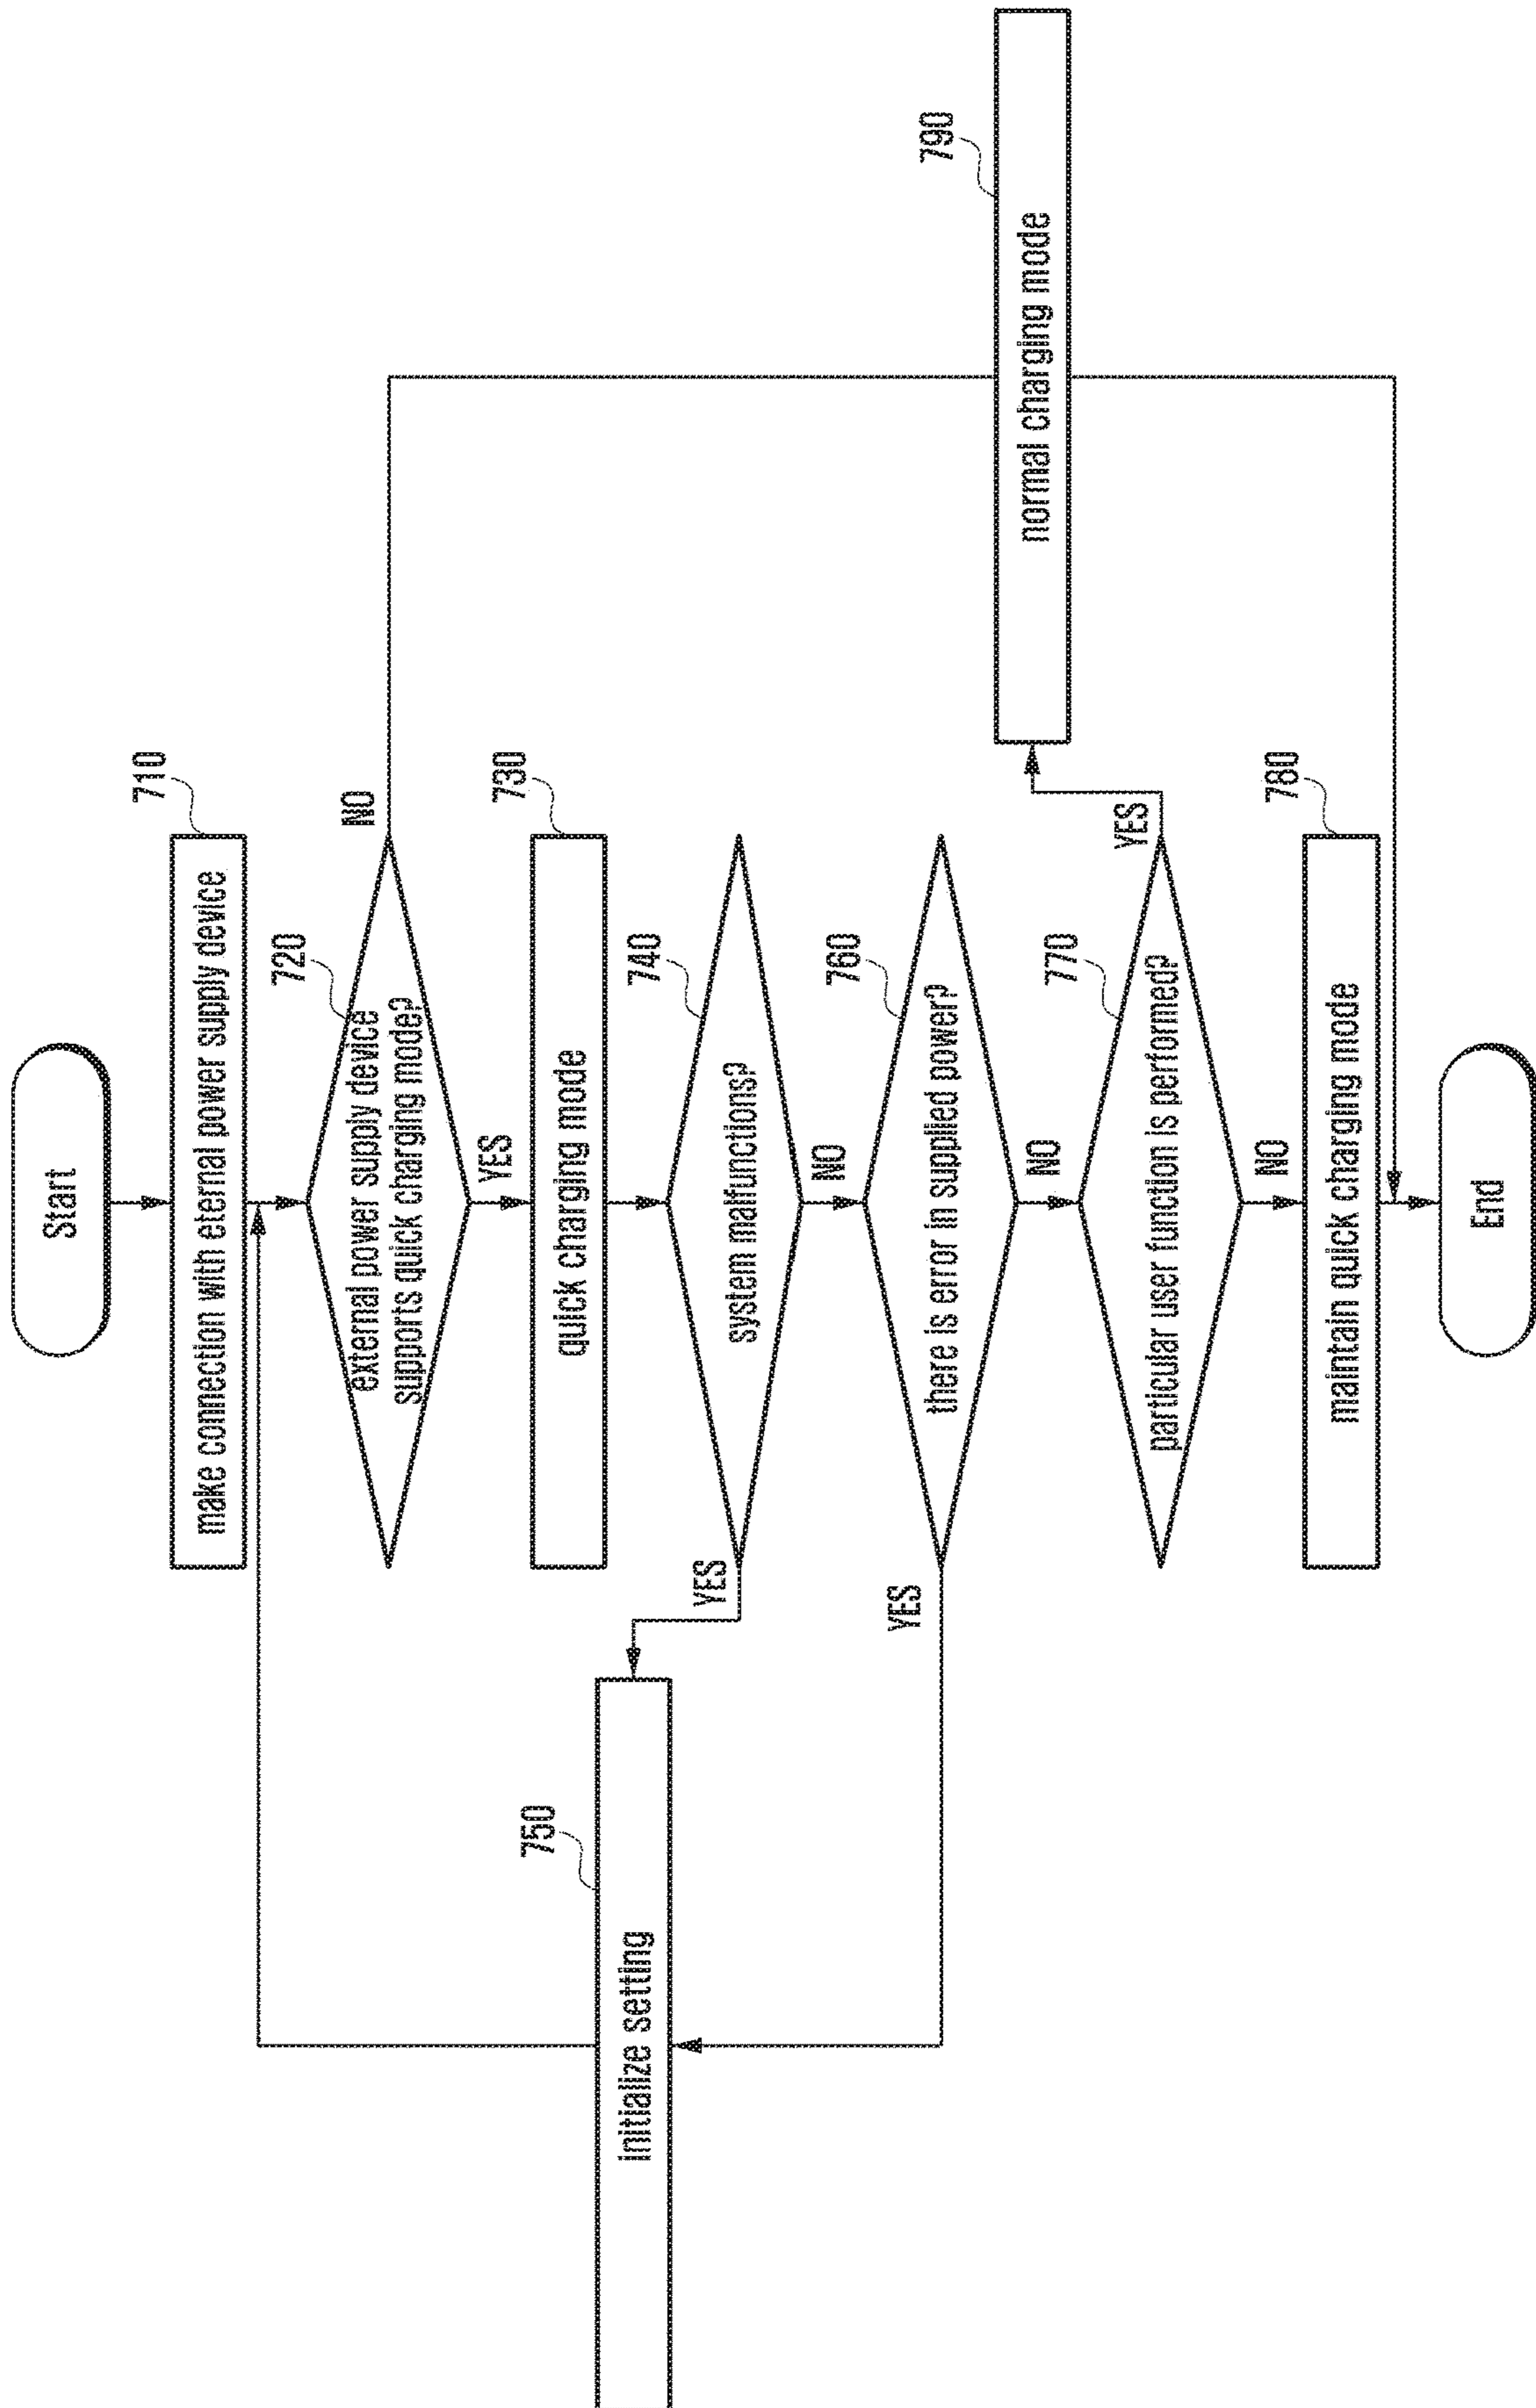 Start
710
make connection with eternal power supply device
720
external power supply device
supports quick charging mode?
NO
YES
730
quick charging mode
740
system malfunctions?
YES
NO
750
initialize setting
760
there is error in supplied power?
YES
NO
770
particular user function is performed?
YES
NO
790
normal charging mode
780
maintain quick charging mode
End